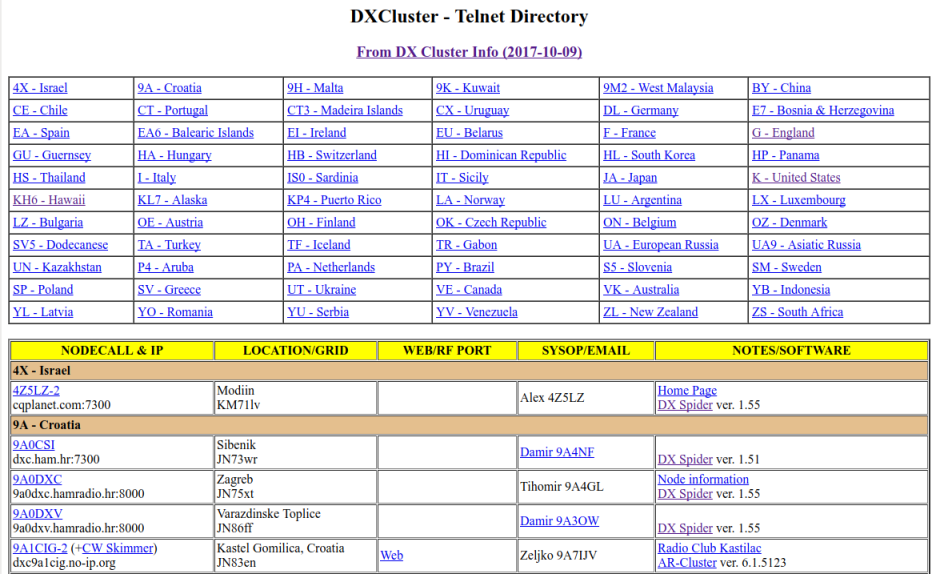 DXCluster - Telnet Directory
From DX Cluster Info (2017-10-09)
4X - Israel 9A - Croatia 9H - Malta 9K - Kuwait 9M2 - West Malaysia BY - China
CE - Chile CT - Portugal CT3 - Madeira Islands CX - Uruguay DL - Germany E7 - Bosnia & Herzegovina
EA - Spain EA6 - Balearic Islands EI - Ireland EU - Belarus F - France G - England
GU - Guernsey HA - Hungary HB - Switzerland HI - Dominican Republic HL - South Korea HP - Panama
HS - Thailand I - Italy IS0 - Sardinia IT - Sicily JA - Japan K - United States
KH6 - Hawaii KL7 - Alaska KP4 - Puerto Rico LA - Norway LU - Argentina LX - Luxembourg
LZ - Bulgaria OE - Austria OH - Finland OK - Czech Republic ON - Belgium OZ - Denmark
SV5 - Dodecanese TA - Turkey TF - Iceland TR - Gabon UA - European Russia UA9 - Asiatic Russia
UN - Kazakhstan P4 - Aruba PA - Netherlands PY - Brazil S5 - Slovenia SM - Sweden
SP - Poland SV - Greece UT - Ukraine VE - Canada VK - Australia YB - Indonesia
YL - Latvia YO - Romania YU - Serbia YV - Venezuela ZL - New Zealand ZS - South Africa
NODECALL & IP LOCATION/GRID WEB/RF PORT SYSOP/EMAIL NOTES/SOFTWARE
4X - Israel
4Z5LZ-2 Modiin Alex 4Z5LZ Home Page
cqplanet.com:7300 KM71lv DX Spider ver. 1.55
9A - Croatia
9A0CSI Sibenik Damir 9A4NF
dxc.ham.hr:7300 JN73wr DX Spider ver. 1.51
9A0DXC Zagreb Tihomir 9A4GL Node information
9a0dxc.hamradio.hr:8000 JN75xt DX Spider ver. 1.55
9A0DXV Varazdinske Toplice Damir 9A3OW
9a0dxv.hamradio.hr:8000 JN86ff DX Spider ver. 1.55
9A1CIG-2 (+CW Skimmer) Kastel Gomilica, Croatia Web Zeljko 9A7IJV Radio Club Kastilac
dxc9a1cig.no-ip.org JN83en AR-Cluster ver. 6.1.5123